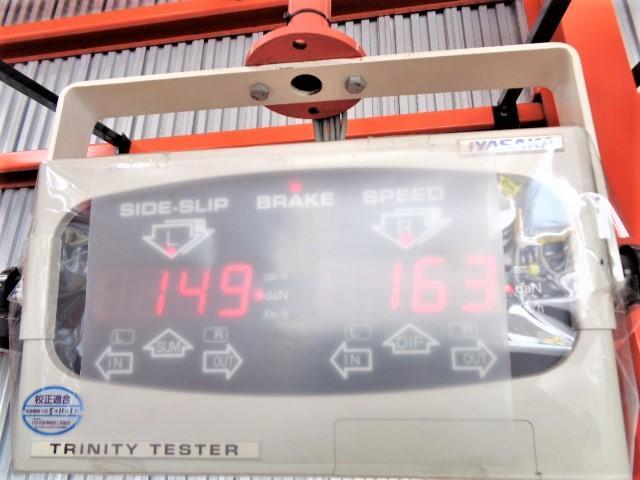 IYASAKA
SIDE-SLIP BRAKE SPEED
L R
149 daN 163 daN
Km/h
L R L R
IN SUM OUT IN DIF OUT
校正適合
TRINITY TESTER